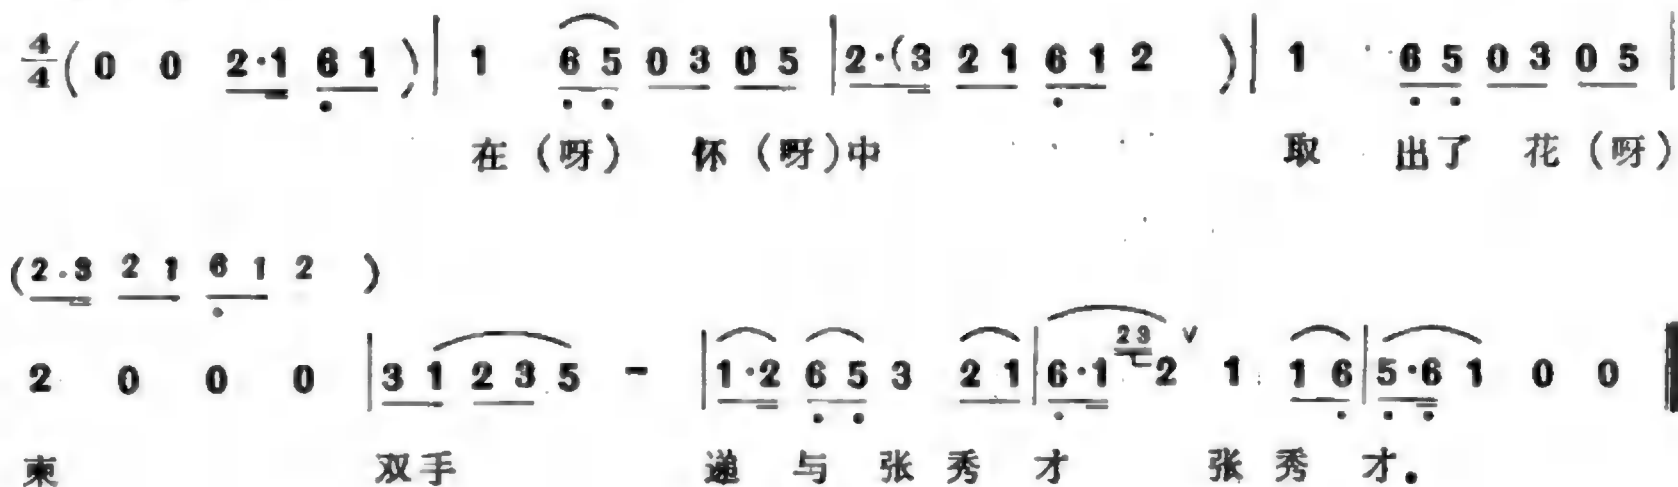 4/4 ( 0 0 2·1 6̣ 1 ) | 1 6̣ 5̣ 0 3 0 5 | 2·(3 2 1 6̣ 1 2 ) | 1 6̣ 5̣ 0 3 0 5 |
在（呀） 怀（呀）中 取 出了 花（呀）
(2·3 2 1 6̣ 1 2 )
2 0 0 0 | 3 1 2 3 5 - | 1·2 6̣ 5̣ 3 2 1 | 6̣·1 23 2 ∨ 1 1 6̣ | 5̣·6̣ 1 0 0
柬 双手 递 与 张 秀 才 张 秀 才。